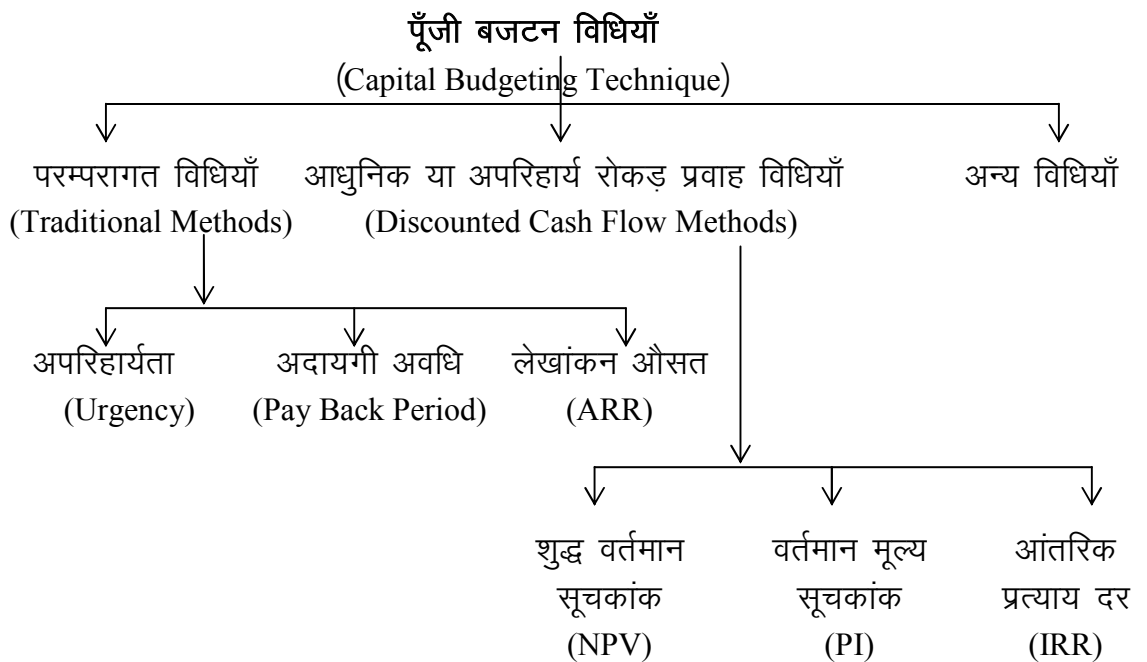 पूँजी बजटन विधियाँ
(Capital Budgeting Technique)
परम्परागत विधियाँ आधुनिक या अपरिहार्य रोकड़ प्रवाह विधियाँ अन्य विधियाँ
(Traditional Methods) (Discounted Cash Flow Methods)
अपरिहार्यता अदायगी अवधि लेखांकन औसत
(Urgency) (Pay Back Period) (ARR)
शुद्ध वर्तमान वर्तमान मूल्य आंतरिक
सूचकांक सूचकांक प्रत्याय दर
(NPV) (PI) (IRR)